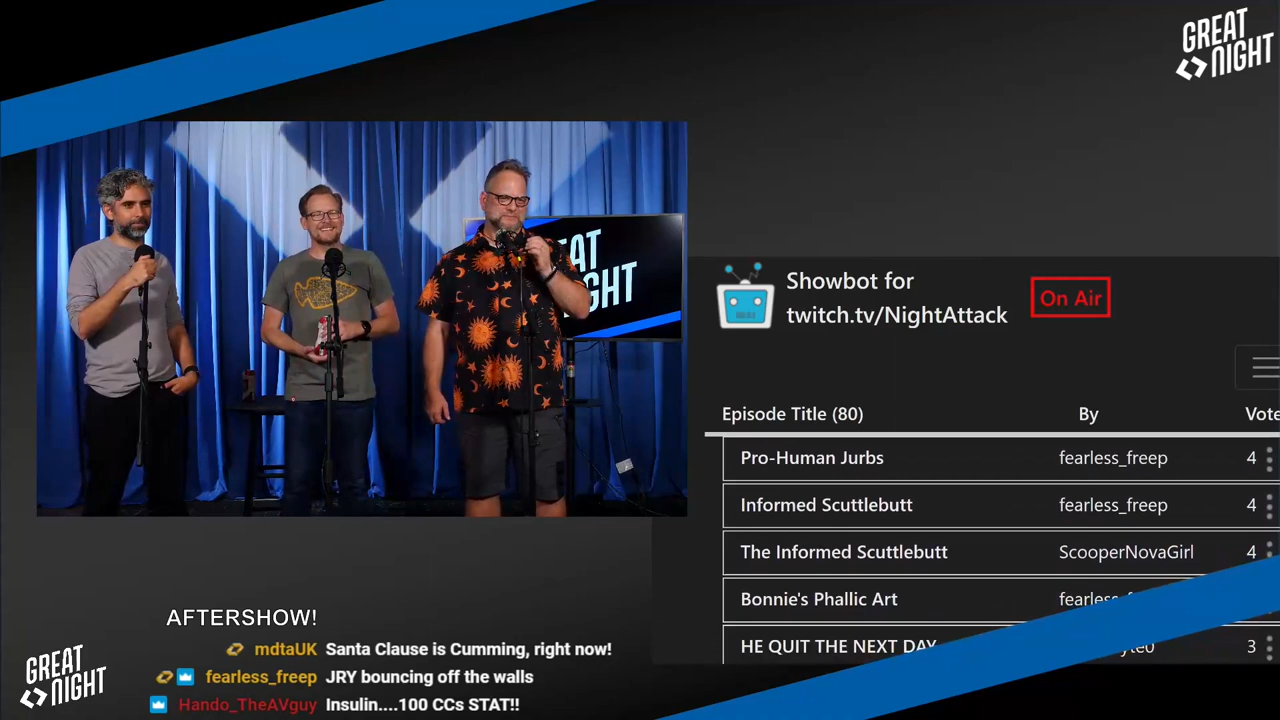 GREAT
NIGHT
EAT
GHT
Showbot for
twitch.tv/NightAttack
On Air
Episode Title (80) By Vote
Pro-Human Jurbs fearless_freep 4
Informed Scuttlebutt fearless_freep 4
The Informed Scuttlebutt ScooperNovaGirl 4
Bonnie's Phallic Art
HE QUIT THE NEXT DAY 3
AFTERSHOW!
mdtaUK Santa Clause is Cumming, right now!
fearless_freep JRY bouncing off the walls
Hando_TheAVguy Insulin....100 CCs STAT!!
GREAT
NIGHT